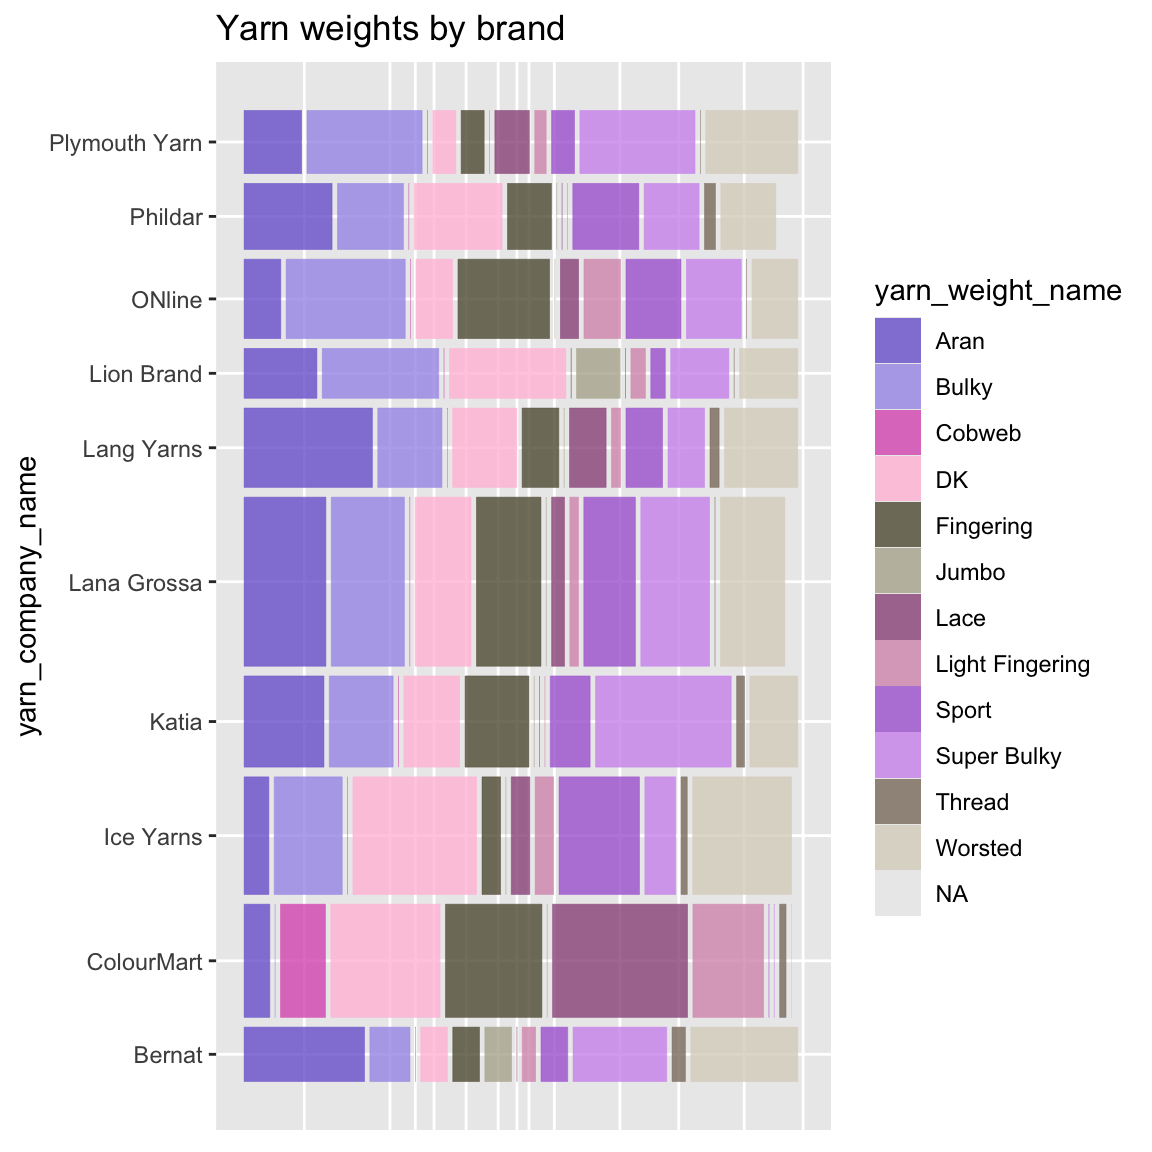 Yarn weights by brand
yarn_company_name
Plymouth Yarn
Phildar
ONline
Lion Brand
Lang Yarns
Lana Grossa
Katia
Ice Yarns
ColourMart
Bernat
yarn_weight_name
Aran
Bulky
Cobweb
DK
Fingering
Jumbo
Lace
Light Fingering
Sport
Super Bulky
Thread
Worsted
NA